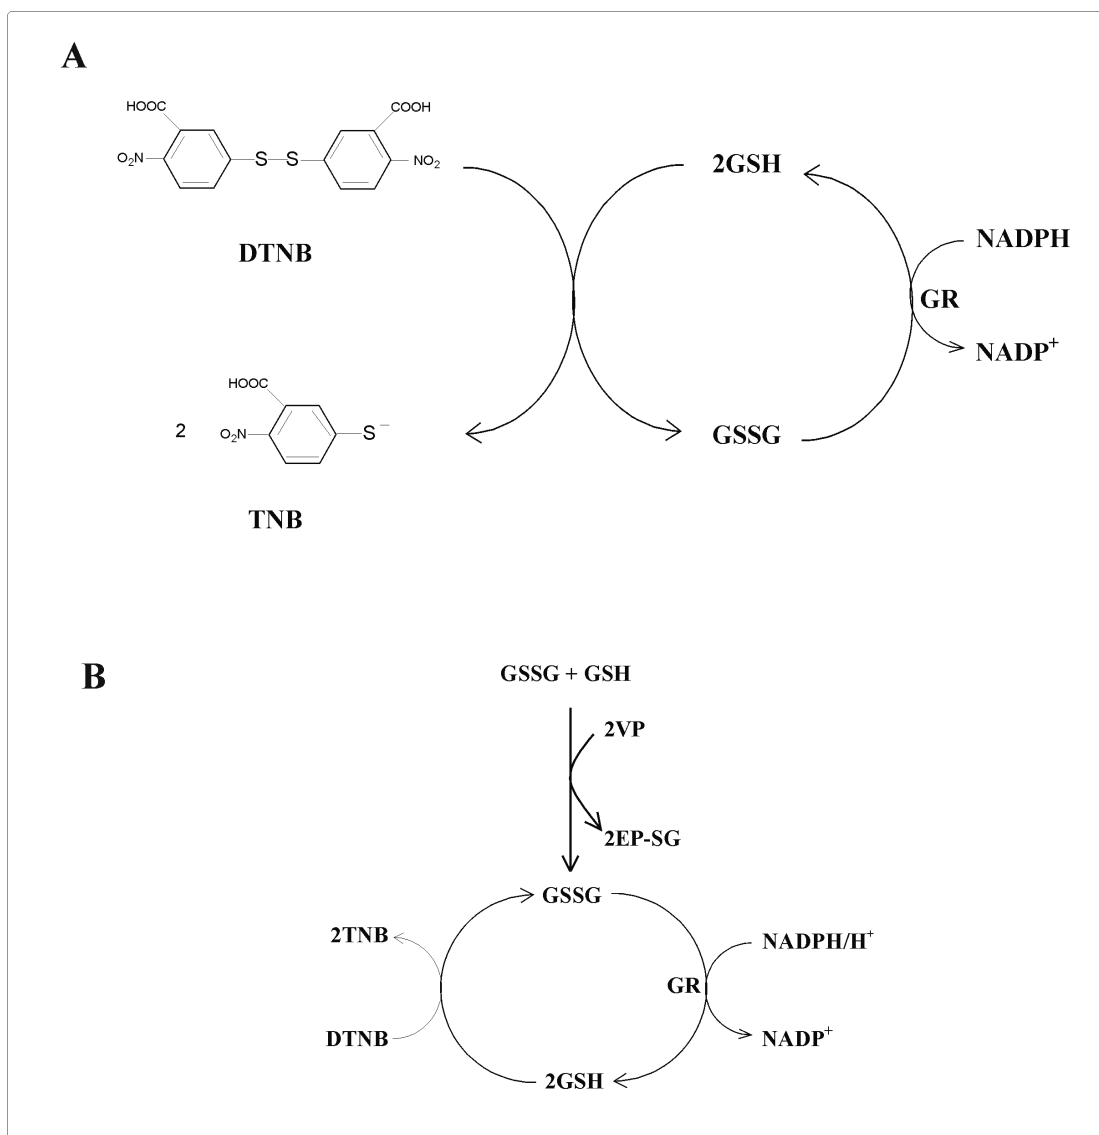 A
HOOC
COOH
O₂N
S
S
NO₂
2GSH
DTNB
NADPH
GR
NADP⁺
HOOC
2
O₂N
S⁻
GSSG
TNB
B
GSSG + GSH
2VP
2EP-SG
GSSG
2TNB
NADPH/H⁺
GR
DTNB
NADP⁺
2GSH